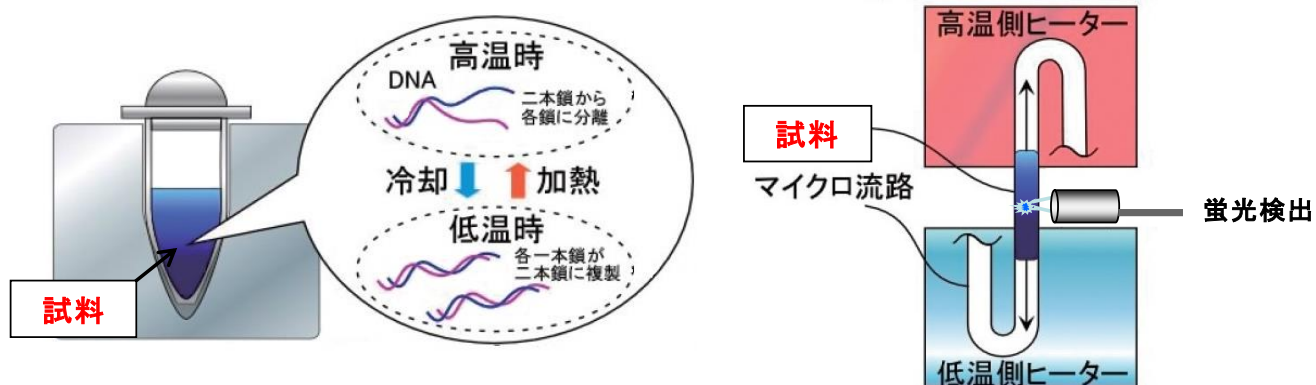 高温時
DNA
二本鎖から
各鎖に分離
冷却
加熱
低温時
各一本鎖が
二本鎖に複製
試料
高温側ヒーター
試料
マイクロ流路
蛍光検出
低温側ヒーター